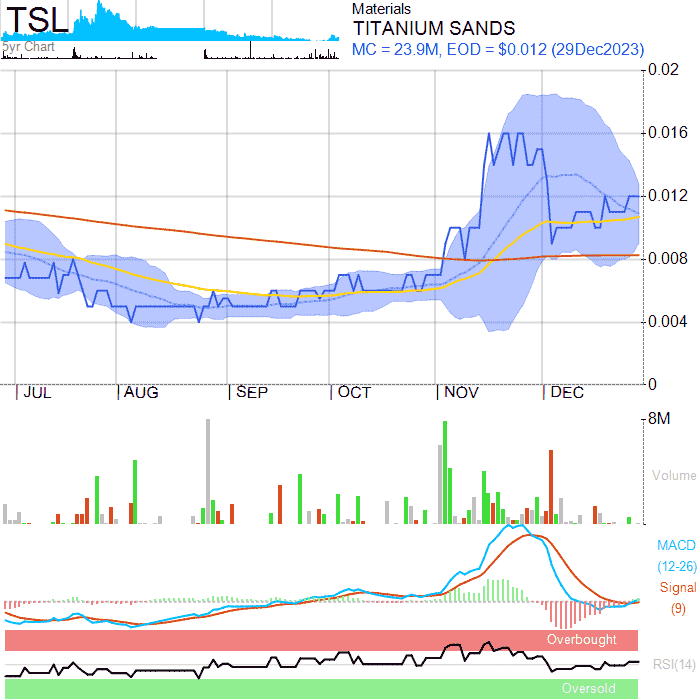 TSL
5yr Chart
Materials
TITANIUM SANDS
MC = 23.9M, EOD = $0.012 (29Dec2023)
0.02
0.016
0.012
0.008
0.004
0
JUL AUG SEP OCT NOV DEC
8M
Volume
MACD
(12-26)
Signal
(9)
Overbought
RSI(14)
Oversold